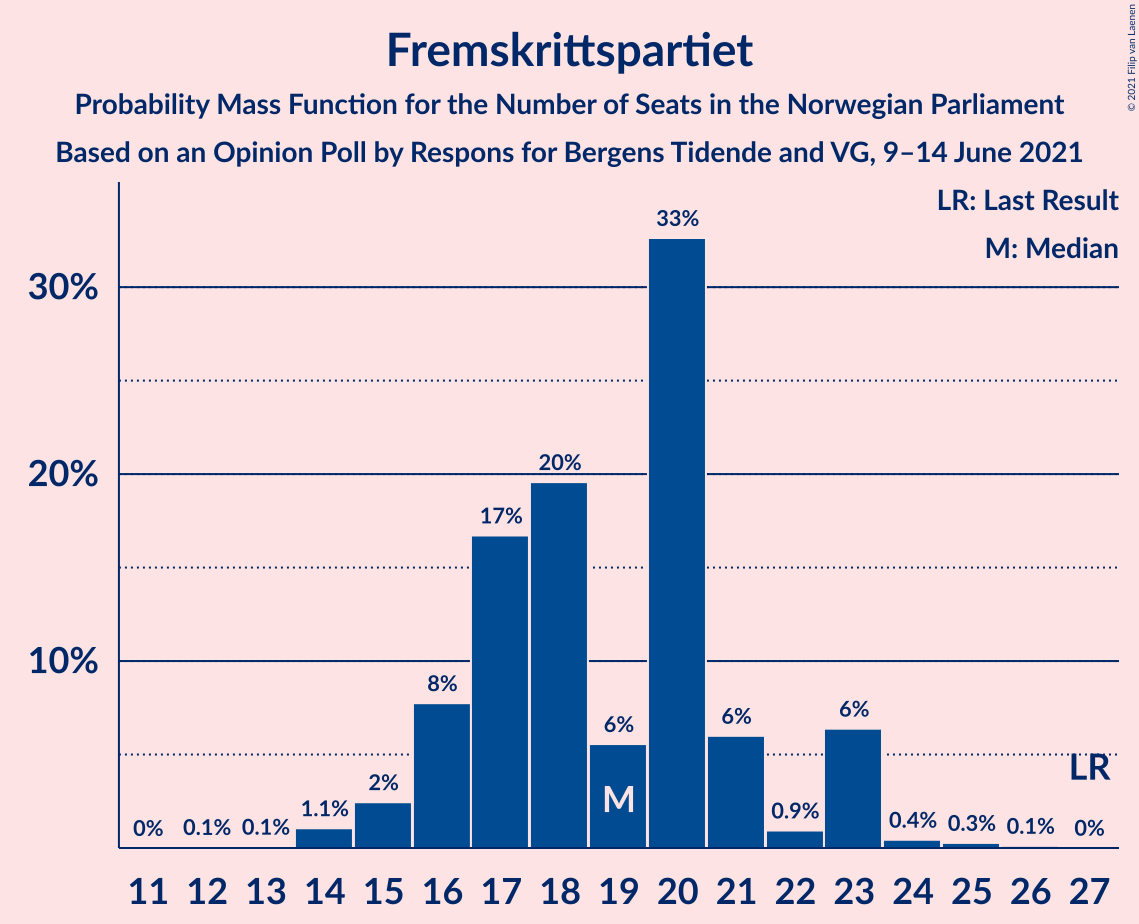 Fremskrittspartiet
Probability Mass Function for the Number of Seats in the Norwegian Parliament
Based on an Opinion Poll by Respons for Bergens Tidende and VG, 9–14 June 2021
© 2021 Filip van Laenen
LR: Last Result
M: Median
30%
20%
10%
0% 0.1% 0.1% 1.1% 2% 8% 17% 20% 6% 33% 6% 0.9% 6% 0.4% 0.3% 0.1% 0%
M
LR
11 12 13 14 15 16 17 18 19 20 21 22 23 24 25 26 27